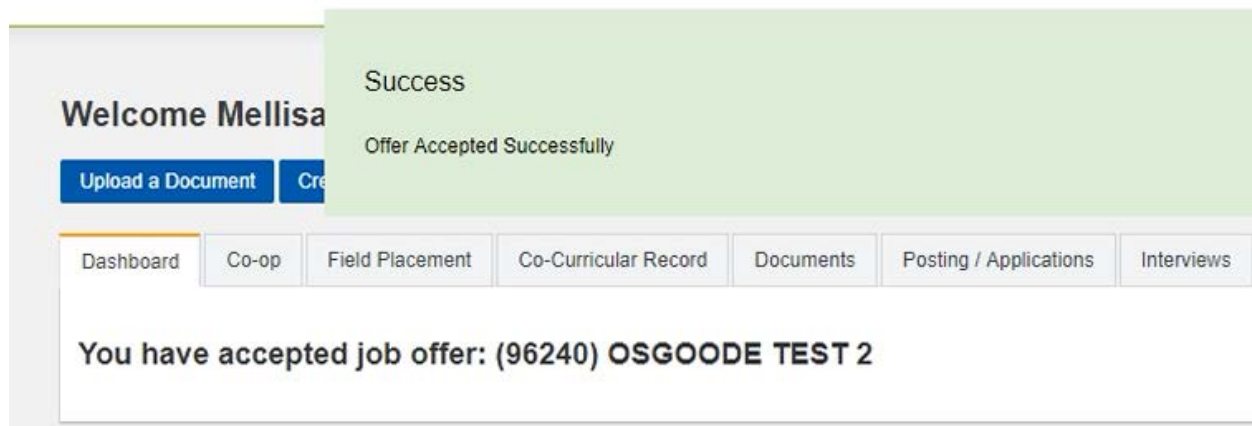 Success
Welcome Mellisa
Offer Accepted Successfully
Upload a Document
Dashboard Co-op Field Placement Co-Curricular Record Documents Posting / Applications Interviews
You have accepted job offer: (96240) OSGOODE TEST 2